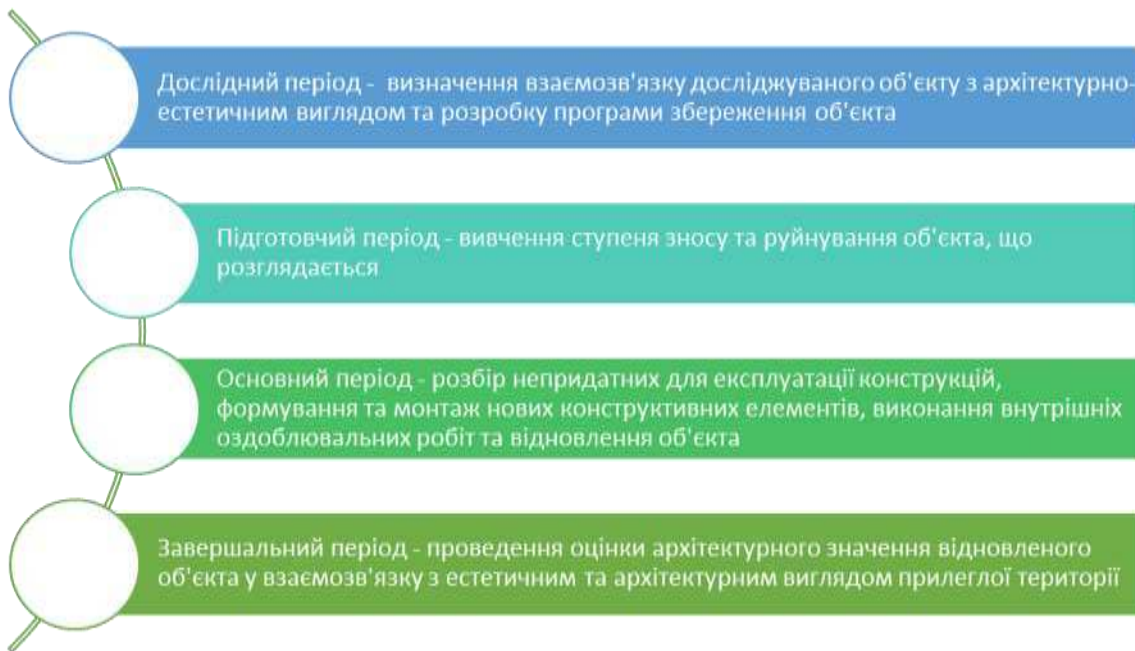 Дослідний період - визначення взаємозв'язку досліджуваного об'єкту з архітектурно-
естетичним виглядом та розробку програми збереження об'єкта
Підготовчий період - вивчення ступеня зносу та руйнування об'єкта, що
розглядається
Основний період - розбір непридатних для експлуатації конструкцій,
формування та монтаж нових конструктивних елементів, виконання внутрішніх
оздоблювальних робіт та відновлення об'єкта
Завершальний період - проведення оцінки архітектурного значення відновленого
об'єкта у взаємозв'язку з естетичним та архітектурним виглядом прилеглої території